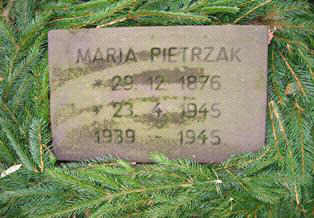 MARIA PIETRZAK
* 29. 12. 1876
+ 23. 4. 1945
1939 - 1945